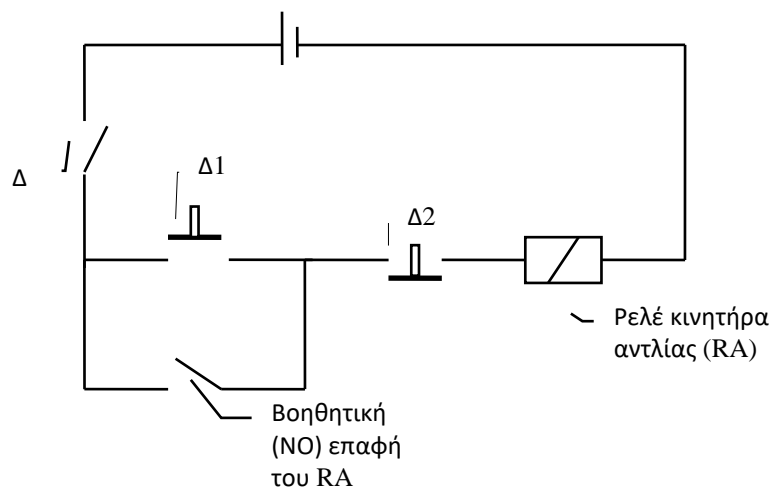 Δ1
Δ
Δ2
Ρελέ κινητήρα
αντλίας (RA)
Βοηθητική
(NO) επαφή
του RA